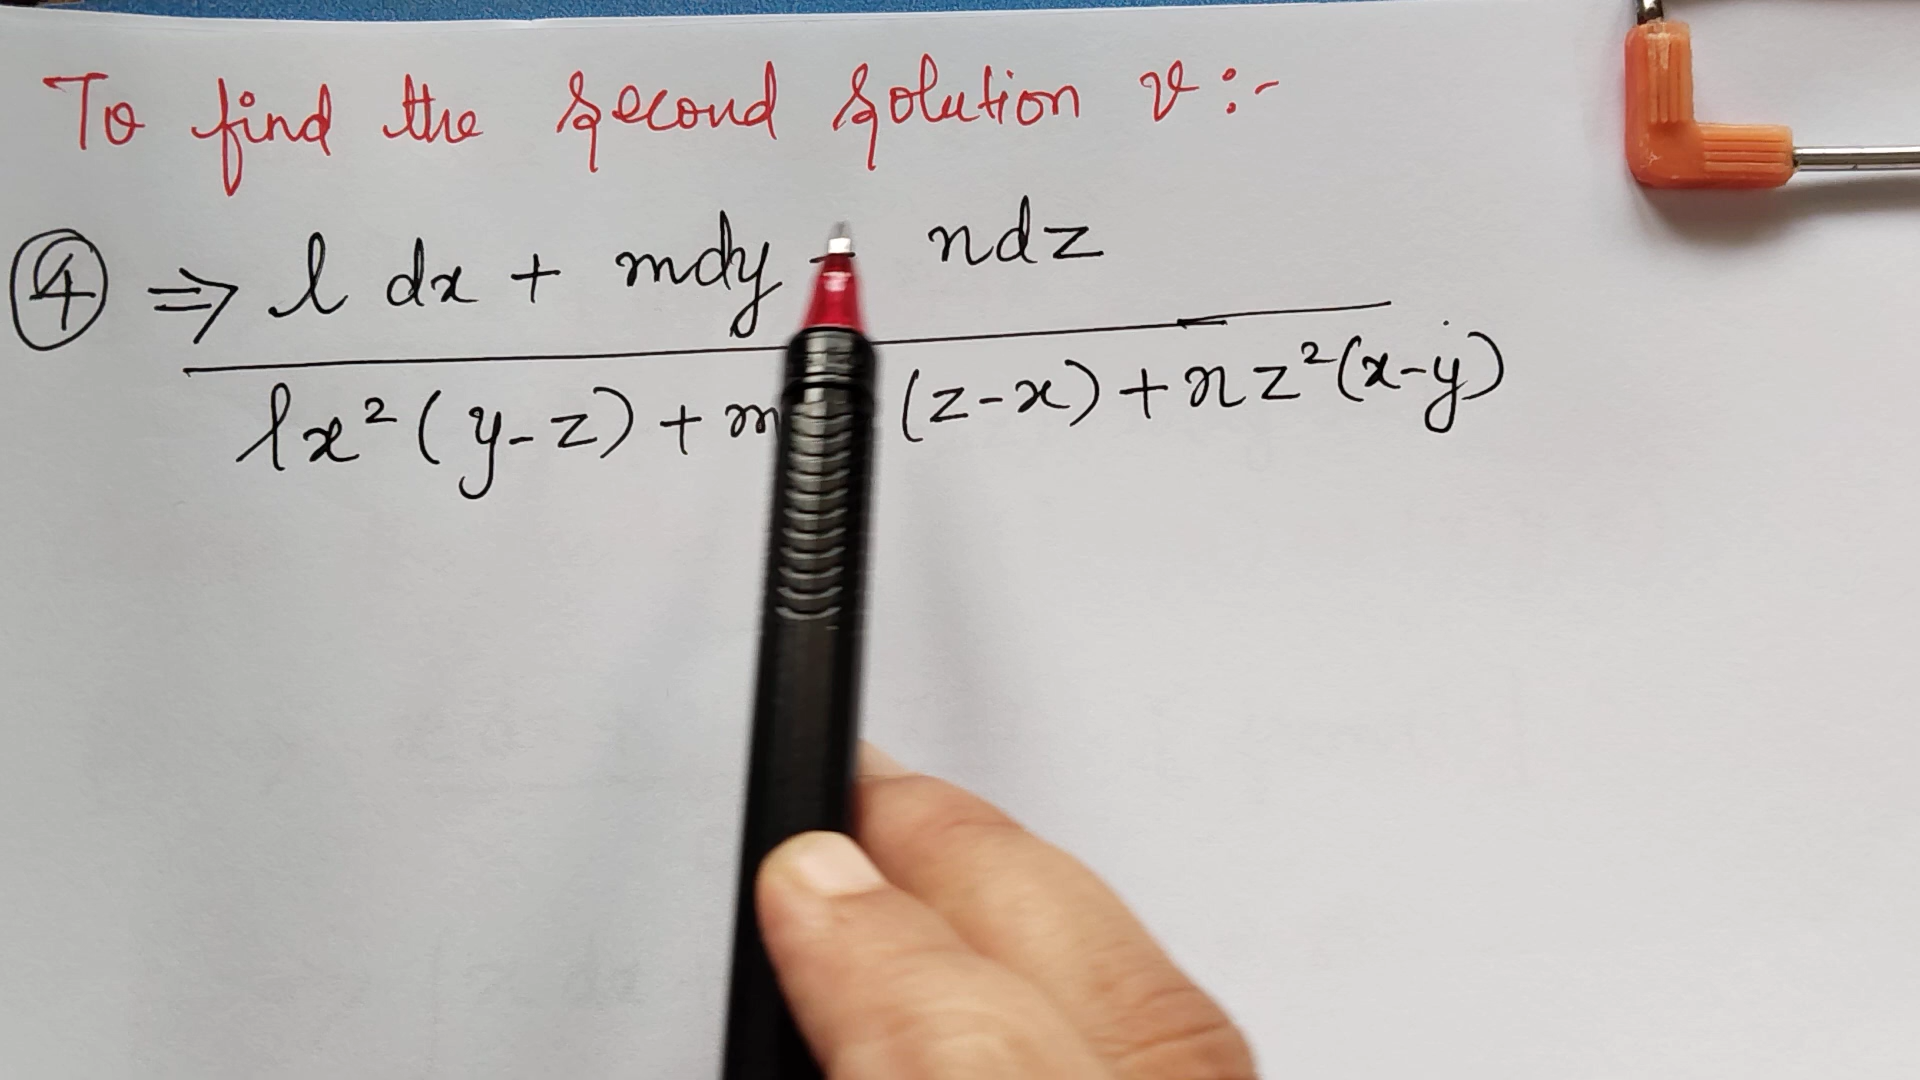 To find the second solution v :-
④ ⇒ l dx + mdy + ndz
lx²(y-z) + m (z-x) + nz²(x-y)